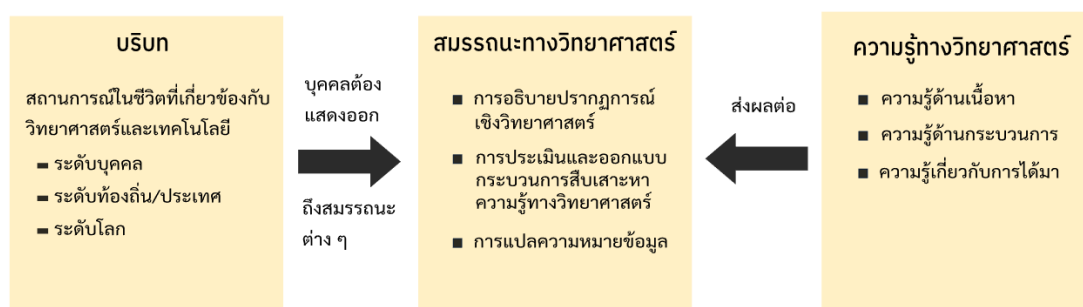 บริบท
สถานการณ์ในชีวิตที่เกี่ยวข้องกับ
วิทยาศาสตร์และเทคโนโลยี
ระดับบุคคล
ระดับท้องถิ่น/ประเทศ
ระดับโลก
บุคคลต้อง
แสดงออก
ถึงสมรรถนะ
ต่าง ๆ
สมรรถนะทางวิทยาศาสตร์
การอธิบายปรากฏการณ์
เชิงวิทยาศาสตร์
การประเมินและออกแบบ
กระบวนการสืบเสาะหา
ความรู้ทางวิทยาศาสตร์
การแปลความหมายข้อมูล
ส่งผลต่อ
ความรู้ทางวิทยาศาสตร์
ความรู้ด้านเนื้อหา
ความรู้ด้านกระบวนการ
ความรู้เกี่ยวกับการได้มา